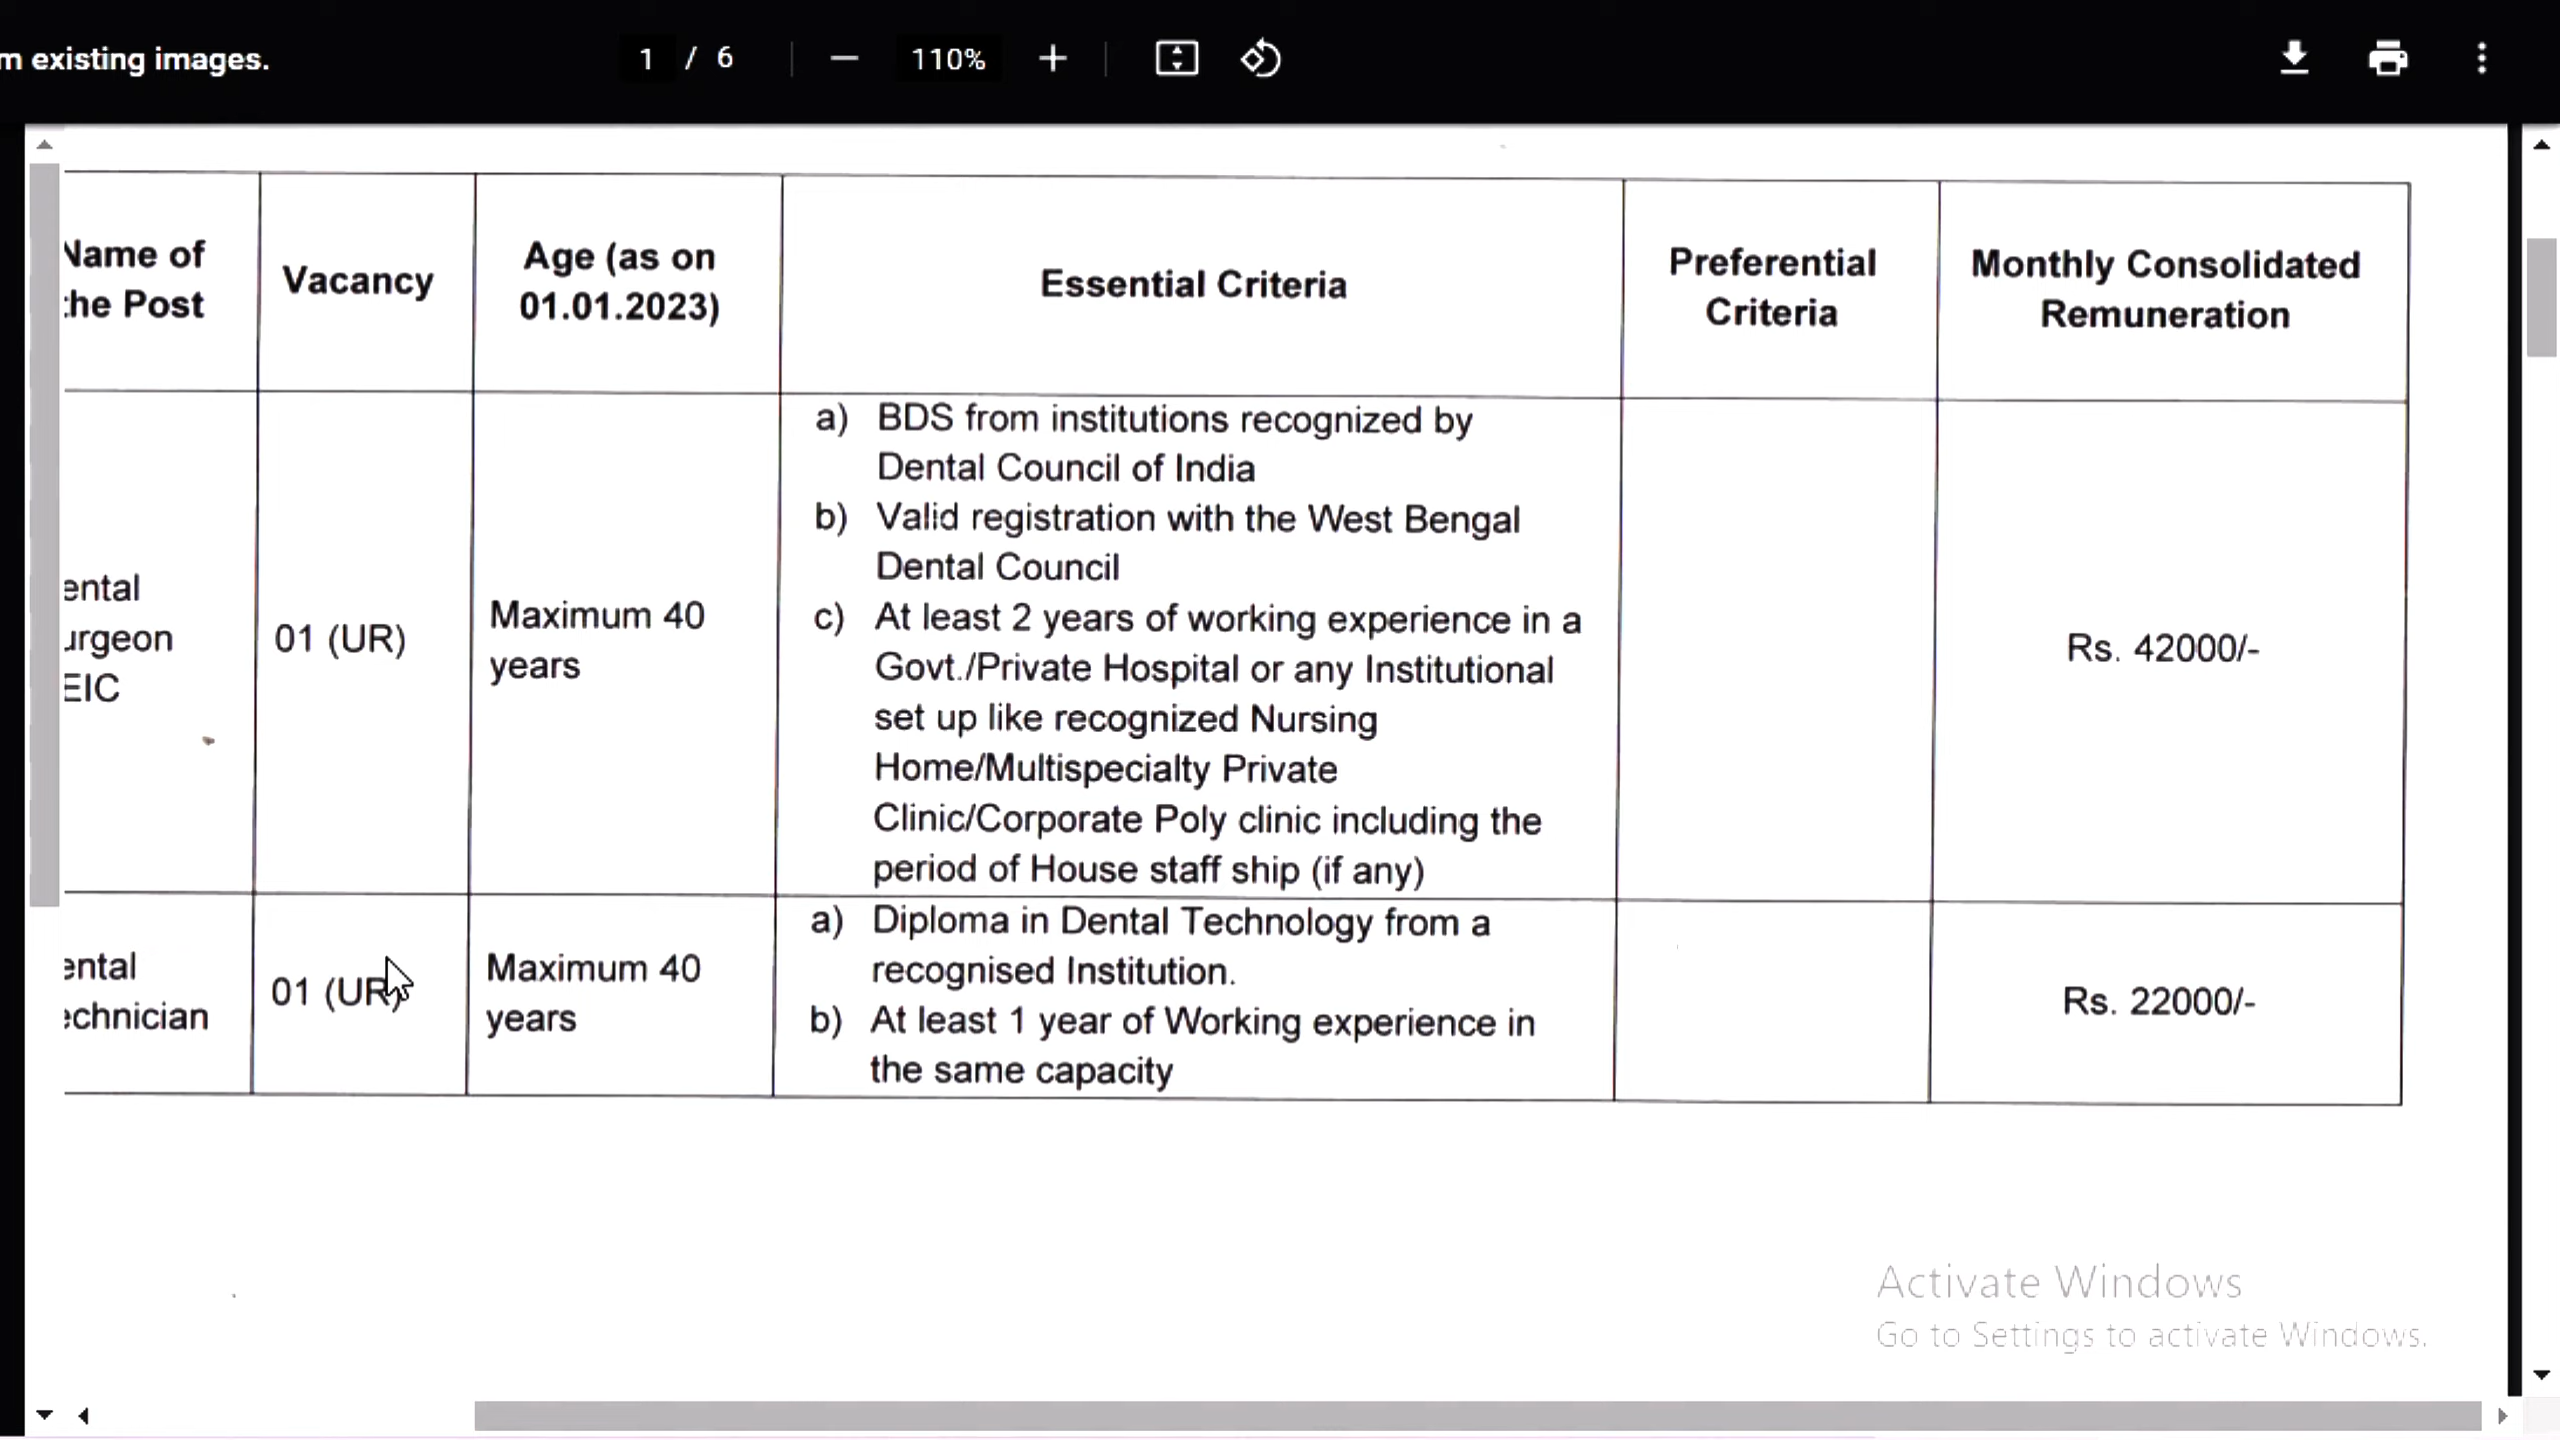 m existing images.
1 / 6
110%
Name of
the Post
Vacancy
Age (as on
01.01.2023)
Essential Criteria
Preferential
Criteria
Monthly Consolidated
Remuneration
ental
urgeon
EIC
01 (UR)
Maximum 40
years
a) BDS from institutions recognized by
Dental Council of India
b) Valid registration with the West Bengal
Dental Council
c) At least 2 years of working experience in a
Govt./Private Hospital or any Institutional
set up like recognized Nursing
Home/Multispecialty Private
Clinic/Corporate Poly clinic including the
period of House staff ship (if any)
Rs. 42000/-
ental
echnician
01 (UR)
Maximum 40
years
a) Diploma in Dental Technology from a
recognised Institution.
b) At least 1 year of Working experience in
the same capacity
Rs. 22000/-
Activate Windows
Go to Settings to activate Windows.